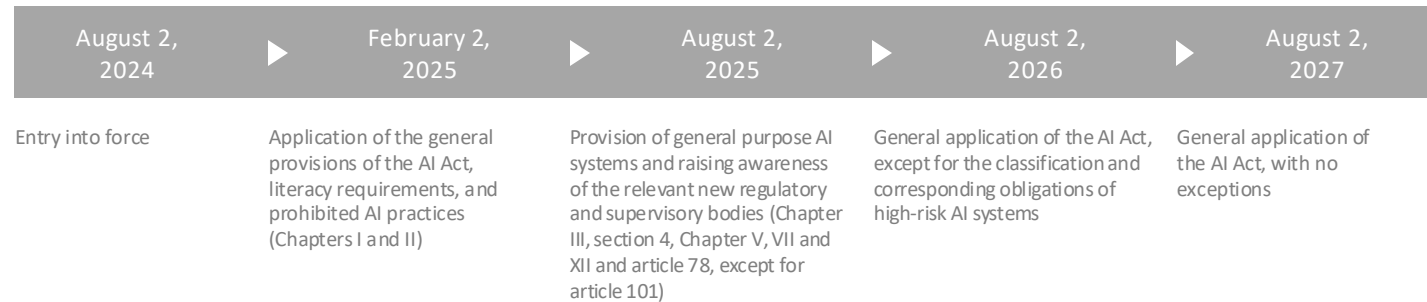 August 2,
2024
February 2,
2025
August 2,
2025
August 2,
2026
August 2,
2027
Entry into force
Application of the general
provisions of the AI Act,
literacy requirements, and
prohibited AI practices
(Chapters I and II)
Provision of general purpose AI
systems and raising awareness
of the relevant new regulatory
and supervisory bodies (Chapter
III, section 4, Chapter V, VII and
XII and article 78, except for
article 101)
General application of the AI Act,
except for the classification and
corresponding obligations of
high-risk AI systems
General application of
the AI Act, with no
exceptions